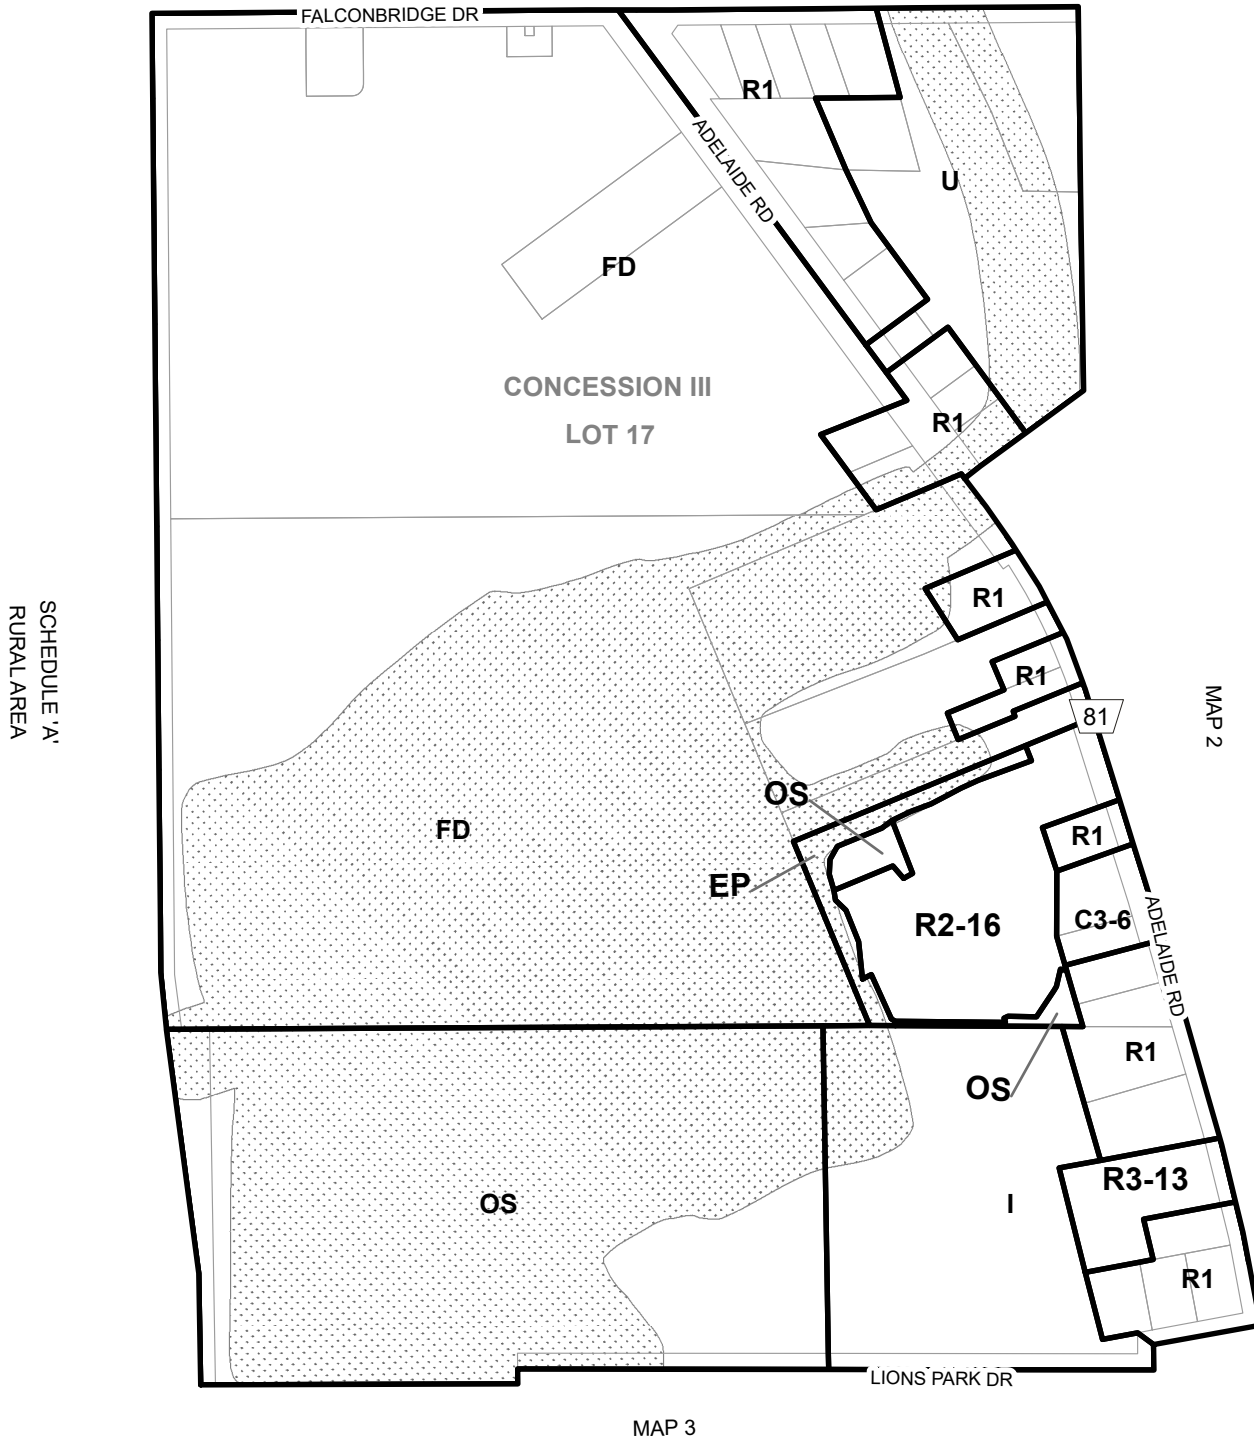 FALCONBRIDGE DR
R1
ADELAIDE RD
U
FD
CONCESSION III
LOT 17
R1
R1
SCHEDULE 'A'
RURAL AREA
R1
MAP 2
81
OS
FD
R1
EP
R2-16
C3-6
ADELAIDE RD
R1
OS
R3-13
OS
I
R1
LIONS PARK DR
MAP 3